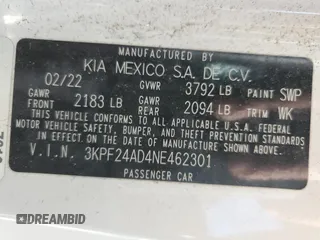 MANUFACTURED BY
KIA MEXICO S.A. DE C.V.
02/22 GVWR 3792 LB PAINT SWP
GAWR FRONT 2183 LB GAWR REAR 2094 LB TRIM WK
THIS VEHICLE CONFORMS TO ALL APPLICABLE U.S. FEDERAL
MOTOR VEHICLE SAFETY, BUMPER, AND THEFT PREVENTION
STANDARDS IN EFFECT ON THE DATE OF MANUFACTURE SHOWN ABOVE.
V.I.N. 3KPF24AD4NE462301
PASSENGER CAR